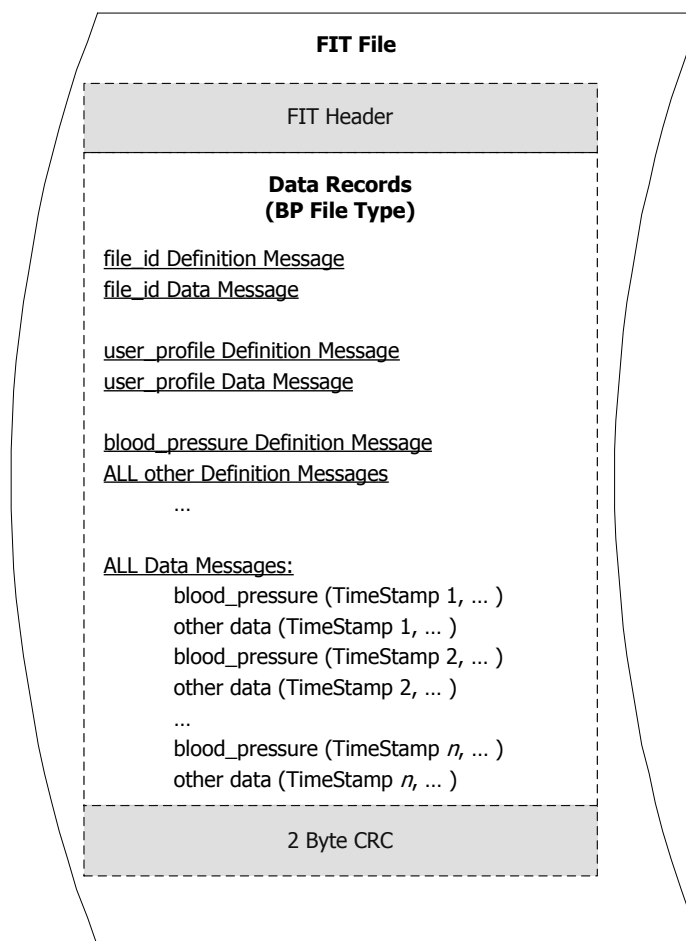 FIT File
FIT Header
Data Records
(BP File Type)
file_id Definition Message
file_id Data Message
user_profile Definition Message
user_profile Data Message
blood_pressure Definition Message
ALL other Definition Messages
…
ALL Data Messages:
blood_pressure (TimeStamp 1, … )
other data (TimeStamp 1, … )
blood_pressure (TimeStamp 2, … )
other data (TimeStamp 2, … )
…
blood_pressure (TimeStamp n, … )
other data (TimeStamp n, … )
2 Byte CRC